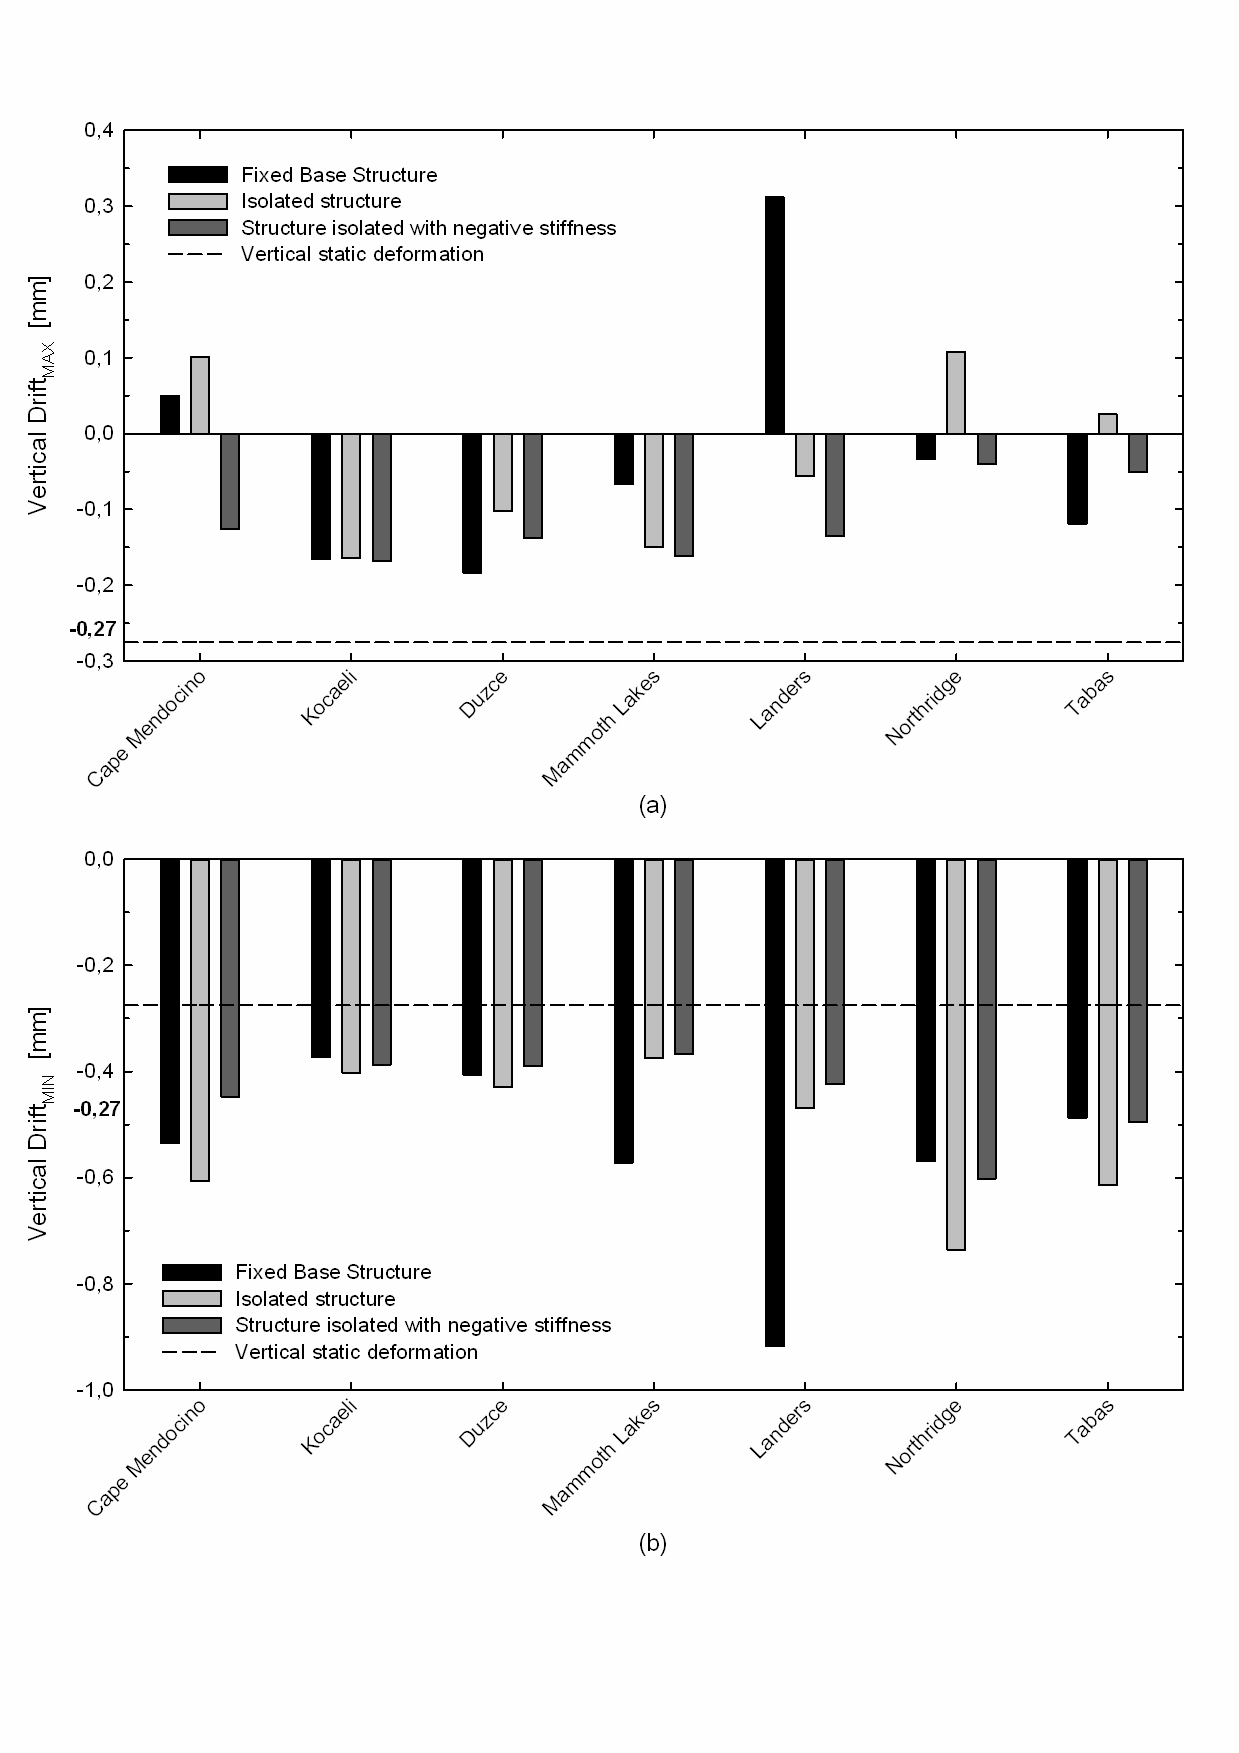 0,4
Fixed Base Structure
Isolated structure
Structure isolated with negative stiffness
Vertical static deformation
0,3
0,2
0,1
0,0
-0,1
-0,2
-0,27
-0,3
Vertical DriftMAX [mm]
Cape Mendocino
Kocaeli
Duzce
Mammoth Lakes
Landers
Northridge
Tabas
(a)
0,0
-0,2
-0,4
-0,27
-0,6
-0,8
-1,0
Vertical DriftMIN [mm]
Fixed Base Structure
Isolated structure
Structure isolated with negative stiffness
Vertical static deformation
Cape Mendocino
Kocaeli
Duzce
Mammoth Lakes
Landers
Northridge
Tabas
(b)